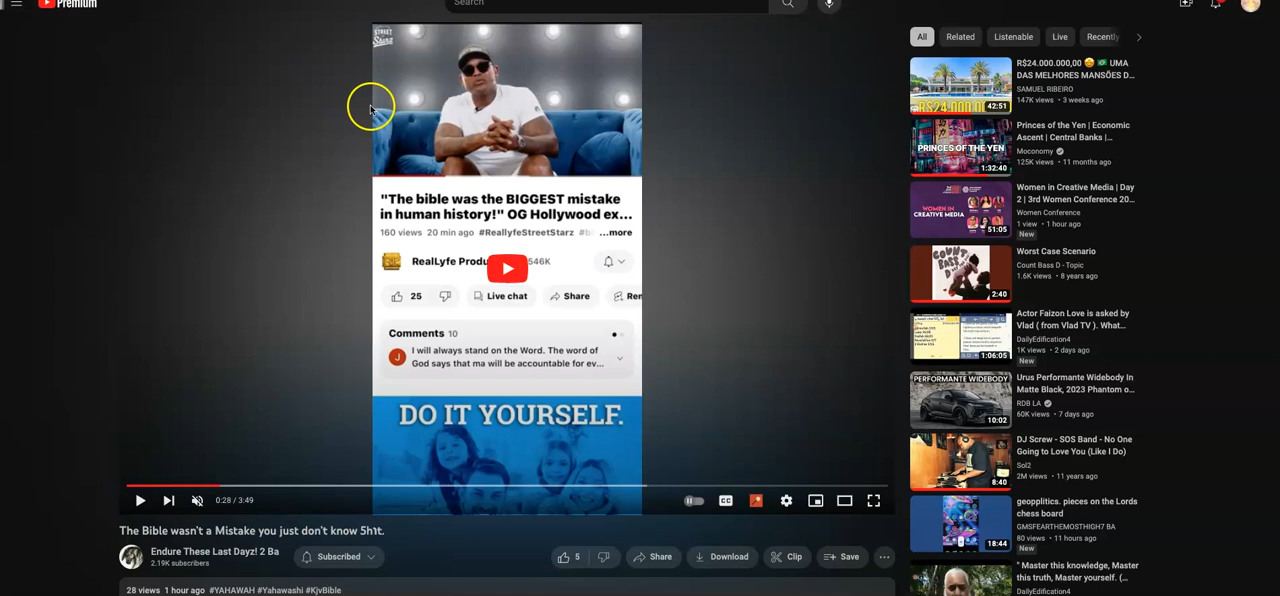 Premium
Search
STREET
Starz
"The bible was the BIGGEST mistake
in human history!" OG Hollywood ex...
160 views 20 min ago #ReallyfeStreetStarz #b ...more
RealLyfe Produ 546K
25 Live chat Share Ren
Comments 10
J I will always stand on the Word. The word of
God says that ma will be accountable for ev...
DO IT YOURSELF.
0:28 / 3:49
CC
The Bible wasn't a Mistake you just don't know 5h1t.
Endure These Last Dayz! 2 Ba
2.19K subscribers
Subscribed
5 Share Download Clip Save
28 views 1 hour ago #YAHAWAH #Yahawashi #KjvBible
All Related Listenable Live Recently
R$24.000.000,00 🤑 🇧🇷 UMA
DAS MELHORES MANSÕES D...
SAMUEL RIBEIRO
147K views • 3 weeks ago
R$24.000.00
42:51
Princes of the Yen | Economic
Ascent | Central Banks |...
Moconomy
125K views • 11 months ago
PRINCES OF THE YEN
1:32:40
Women in Creative Media | Day
2 | 3rd Women Conference 20...
Women Conference
1 view • 1 hour ago
New
WOMEN IN
CREATIVE MEDIA
51:05
Worst Case Scenario
Count Bass D - Topic
1.6K views • 8 years ago
COUNT
BASS D
2:40
Actor Faizon Love is asked by
Vlad ( from Vlad TV ). What...
DailyEdification4
1K views • 2 days ago
New
1:06:05
Urus Performante Widebody In
Matte Black, 2023 Phantom o...
RDB LA
60K views • 7 days ago
PERFORMANTE WIDEBODY
10:02
DJ Screw - SOS Band - No One
Going to Love You (Like I Do)
Sol2
2M views • 11 years ago
8:40
geopplitics. pieces on the Lords
chess board
GMSFEARTHEMOSTHIGH7 BA
80 views • 11 hours ago
New
18:44
" Master this knowledge, Master
this truth, Master yourself. (...
DailyEdification4